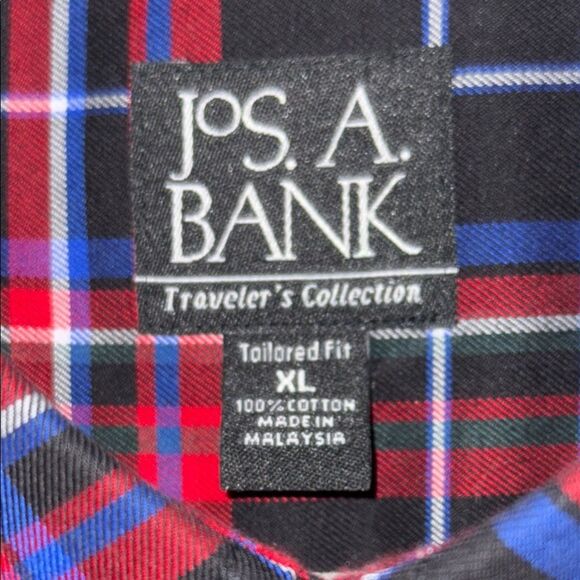 JoS. A.
BANK
Traveler's Collection
Tailored Fit
XL
100% COTTON
MADE IN
MALAYSIA